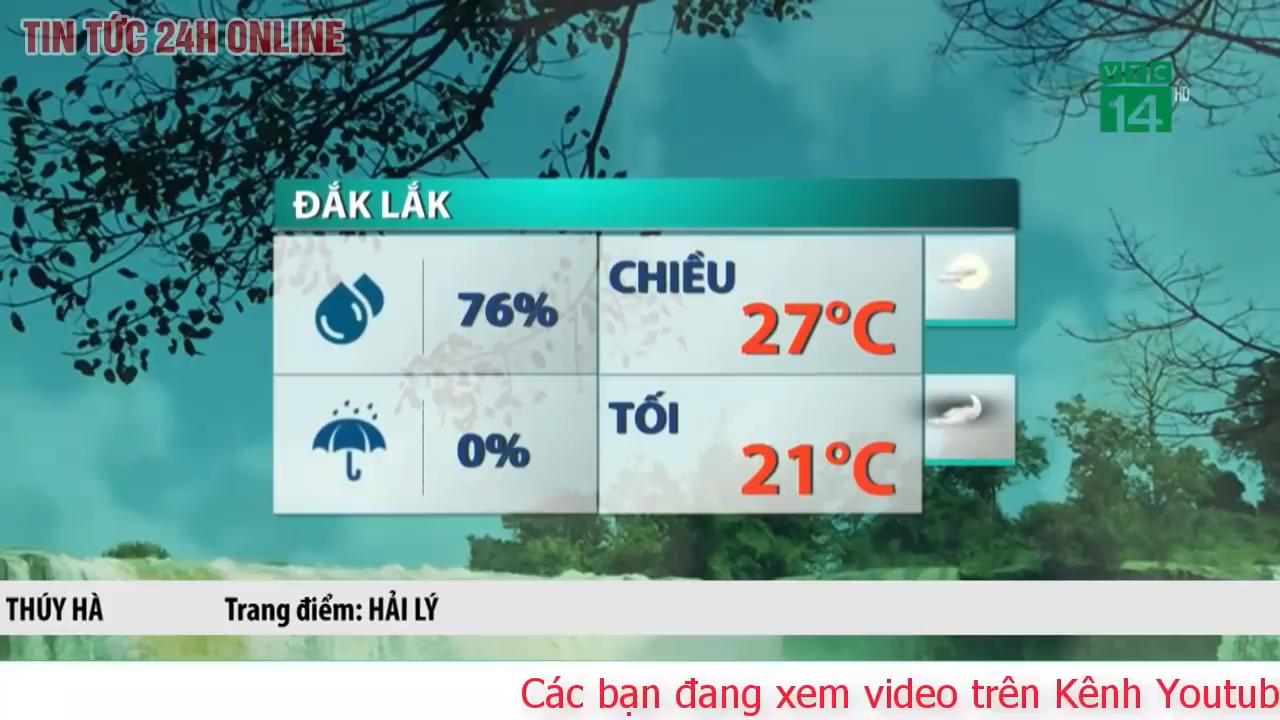 TIN TỨC 24H ONLINE
VTC
14
HD
ĐẮK LẮK
76%
CHIỀU
27°C
0%
TỐI
21°C
THÚY HÀ
Trang điểm: HẢI LÝ
Các bạn đang xem video trên Kênh Youtub